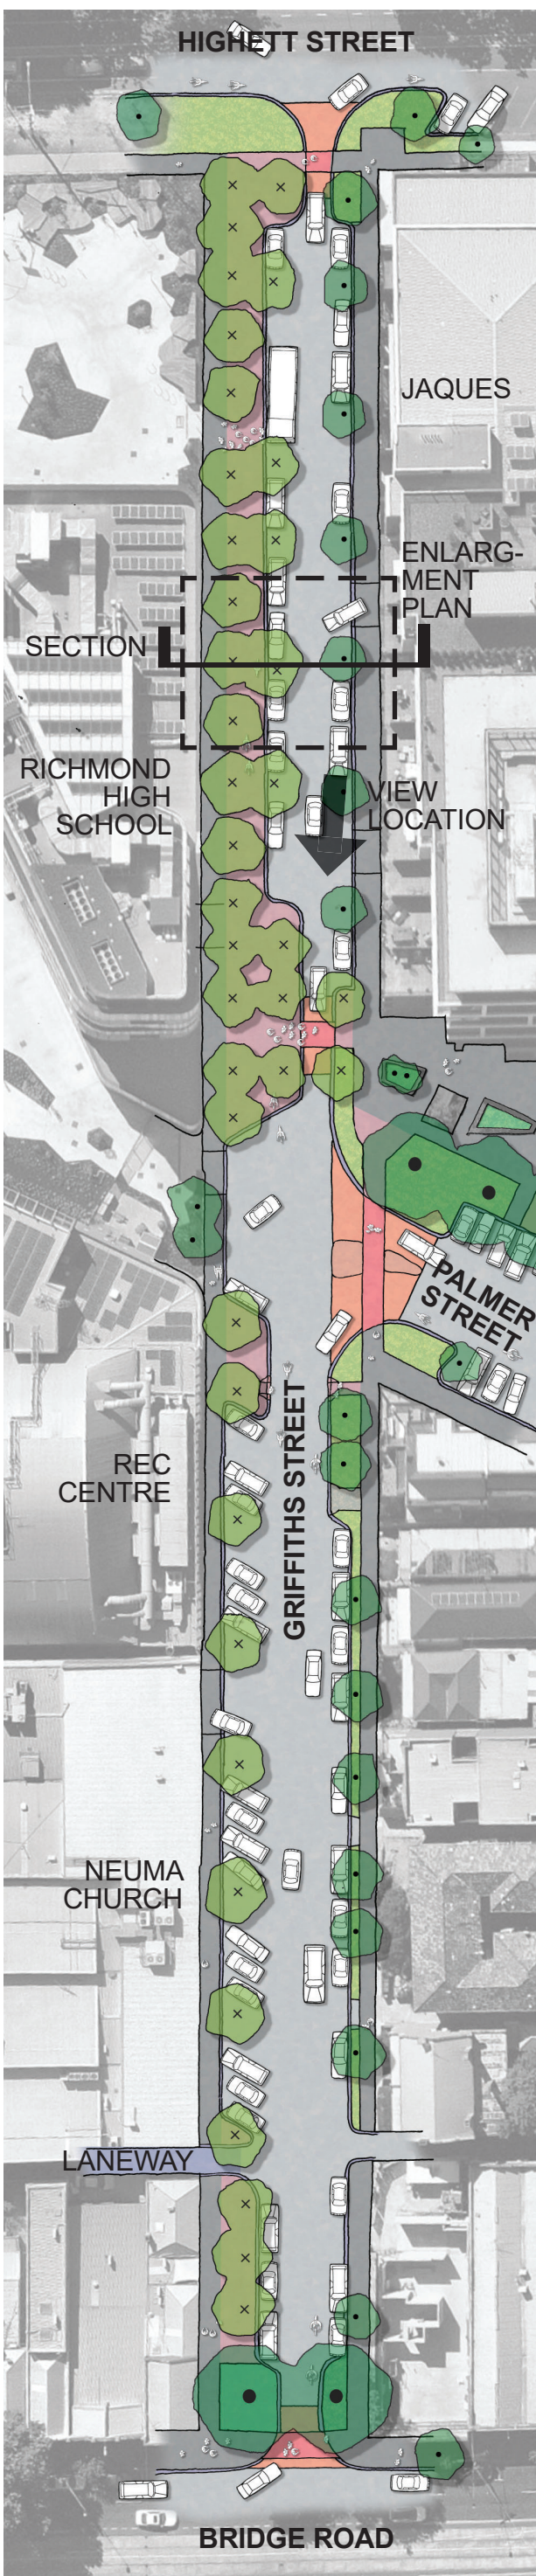 HIGHETT STREET
JAQUES
ENLARG-
MENT
PLAN
SECTION
RICHMOND
HIGH
SCHOOL
VIEW
LOCATION
PALMER
STREET
GRIFFITHS STREET
REC
CENTRE
NEUMA
CHURCH
LANEWAY
BRIDGE ROAD